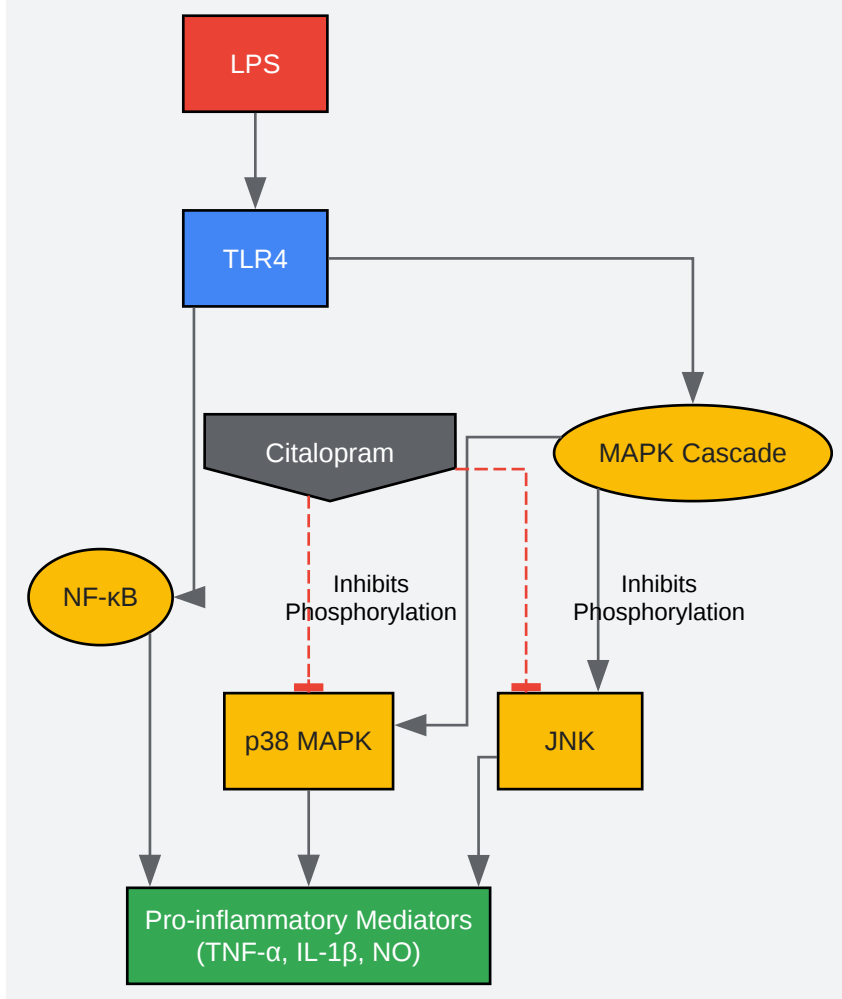 LPS
TLR4
Citalopram
MAPK Cascade
NF-κB
Inhibits
Phosphorylation
Inhibits
Phosphorylation
p38 MAPK
JNK
Pro-inflammatory Mediators
(TNF-α, IL-1β, NO)